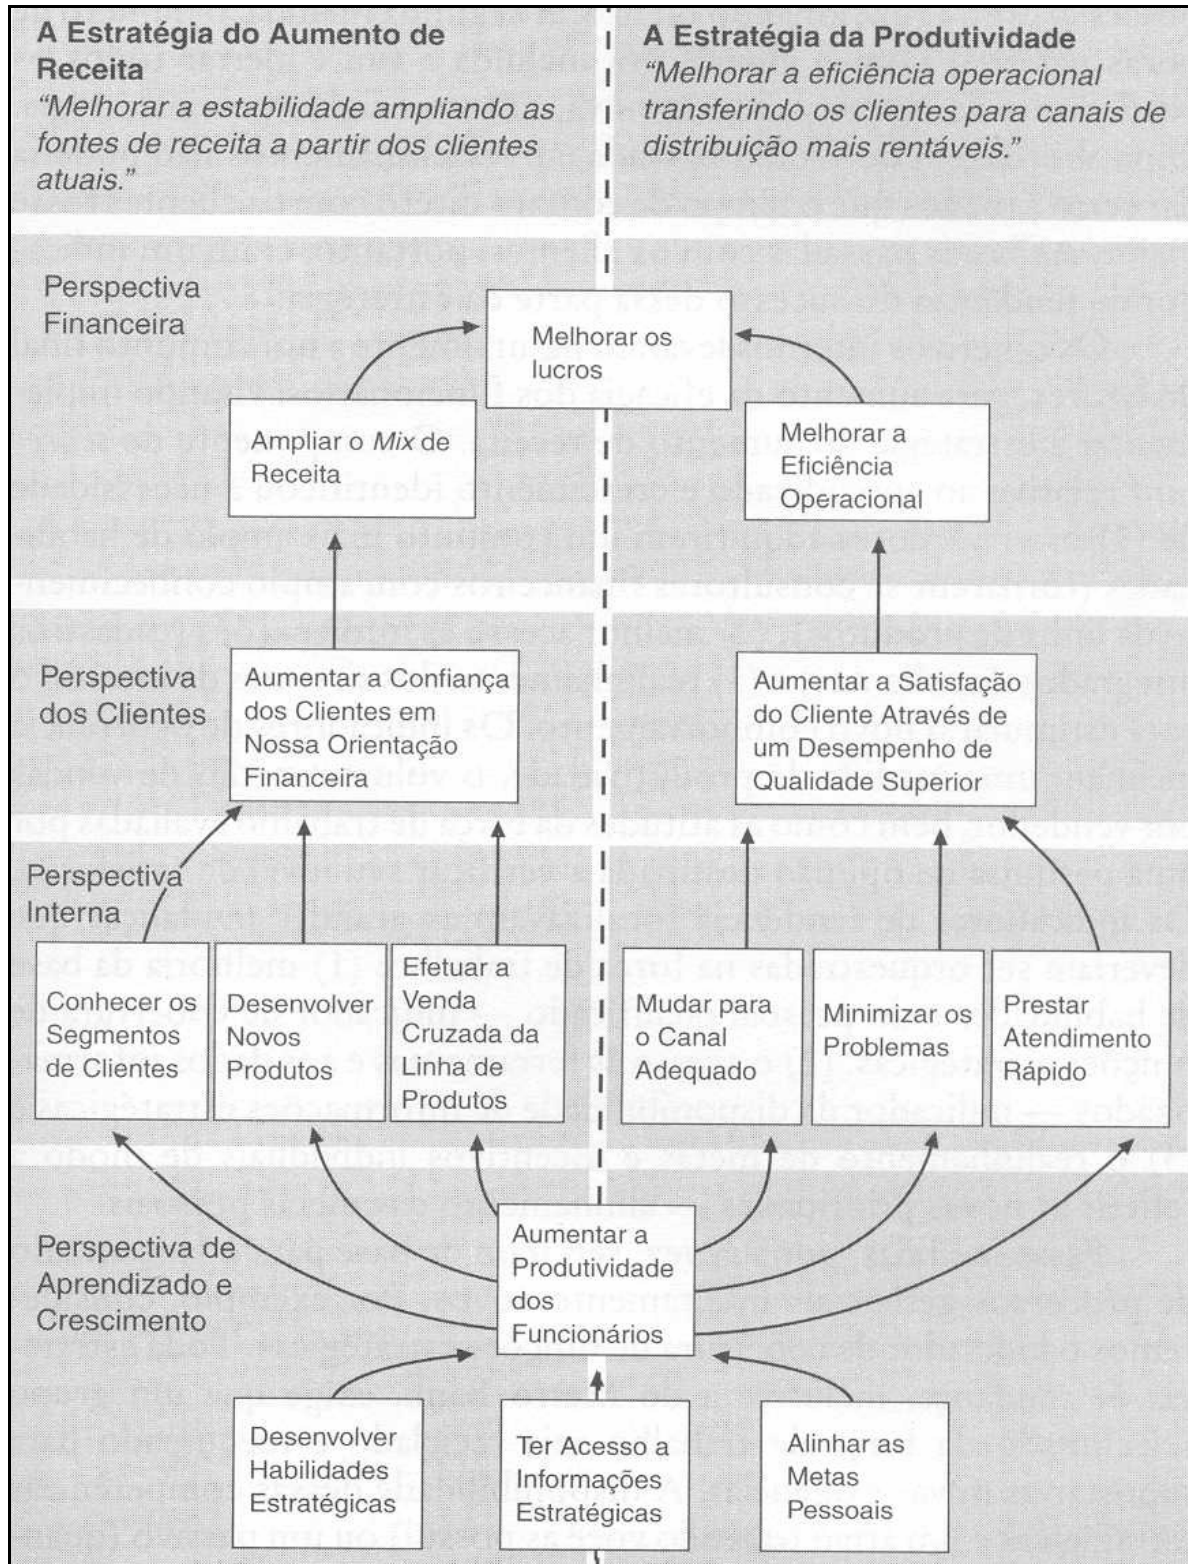 A Estratégia do Aumento de
Receita
“Melhorar a estabilidade ampliando as
fontes de receita a partir dos clientes
atuais.”
A Estratégia da Produtividade
“Melhorar a eficiência operacional
transferindo os clientes para canais de
distribuição mais rentáveis.”
Perspectiva
Financeira
Melhorar os
lucros
Ampliar o Mix de
Receita
Melhorar a
Eficiência
Operacional
Perspectiva
dos Clientes
Aumentar a Confiança
dos Clientes em
Nossa Orientação
Financeira
Aumentar a Satisfação
do Cliente Através de
um Desempenho de
Qualidade Superior
Perspectiva
Interna
Conhecer os
Segmentos
de Clientes
Desenvolver
Novos
Produtos
Efetuar a
Venda
Cruzada da
Linha de
Produtos
Mudar para
o Canal
Adequado
Minimizar os
Problemas
Prestar
Atendimento
Rápido
Perspectiva de
Aprendizado e
Crescimento
Aumentar a
Produtividade
dos
Funcionários
Desenvolver
Habilidades
Estratégicas
Ter Acesso a
Informações
Estratégicas
Alinhar as
Metas
Pessoais